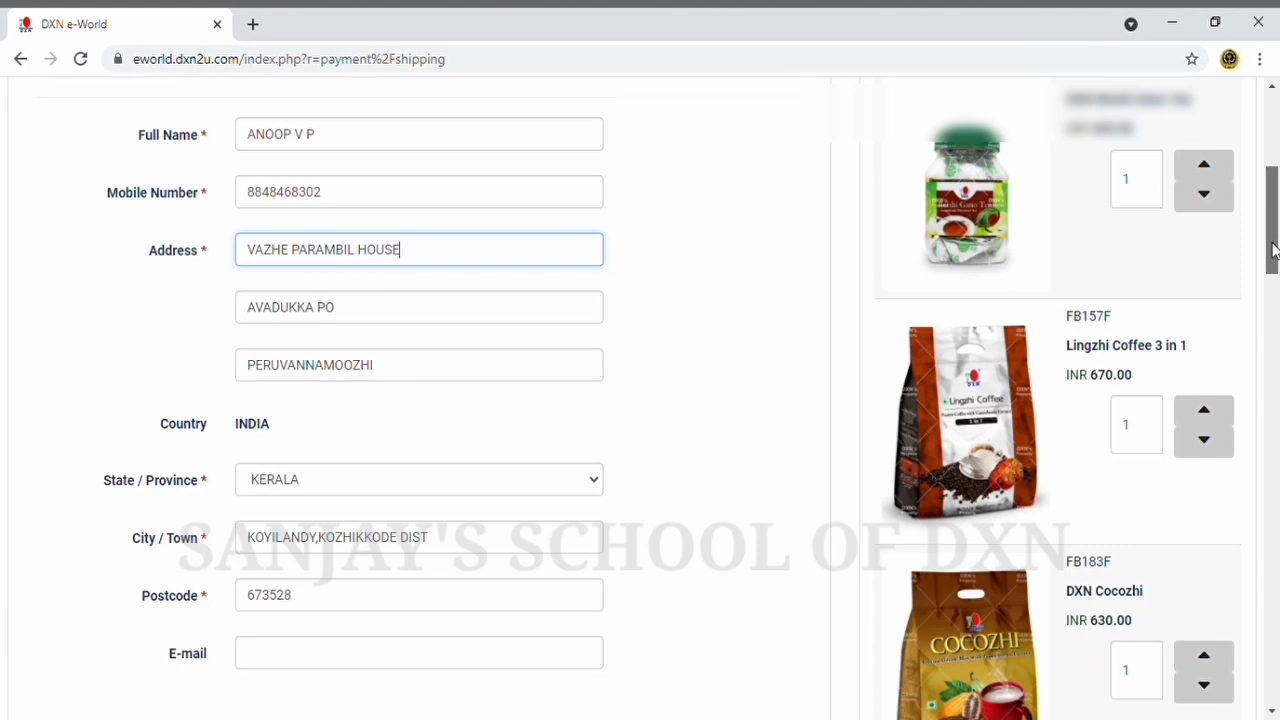 DXN e-World
eworld.dxn2u.com/index.php?r=payment%2Fshipping
Full Name * ANOOP V P
Mobile Number * 8848468302
Address * VAZHE PARAMBIL HOUSE
AVADUKKA PO
PERUVANNAMOOZHI
Country INDIA
State / Province * KERALA
City / Town * KOYILANDY,KOZHIKKODE DIST
Postcode * 673528
E-mail
1
FB157F
Lingzhi Coffee 3 in 1
INR 670.00
1
DXN
Lingzhi Coffee
FB183F
DXN Cocozhi
INR 630.00
1
COCOZHI
SANJAY'S SCHOOL OF DXN